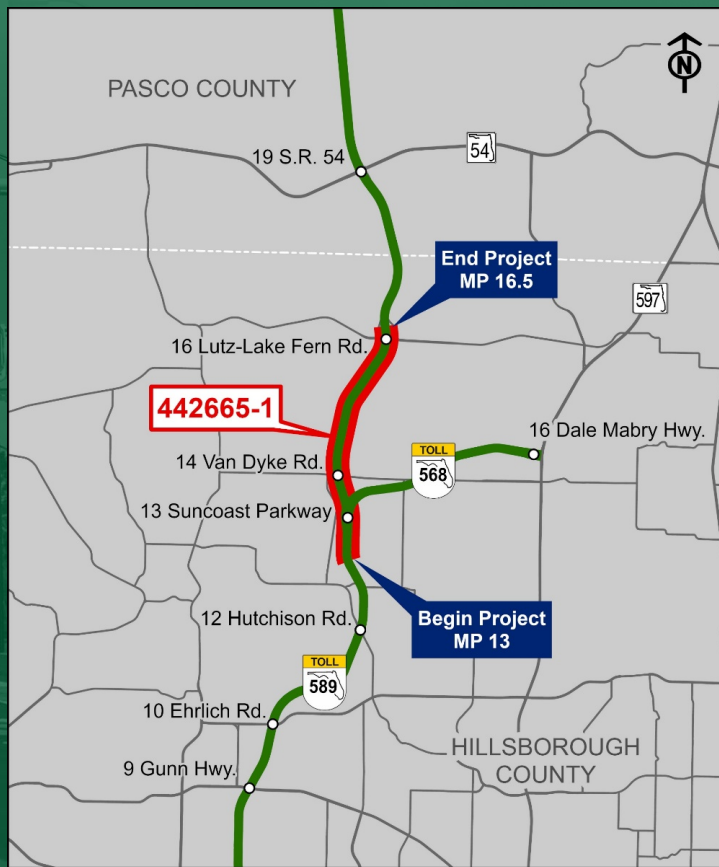 N
PASCO COUNTY
54
19 S.R. 54
End Project
MP 16.5
597
16 Lutz-Lake Fern Rd.
442665-1
16 Dale Mabry Hwy.
TOLL
568
14 Van Dyke Rd.
13 Suncoast Parkway
12 Hutchison Rd.
Begin Project
MP 13
TOLL
589
10 Ehrlich Rd.
HILLSBOROUGH
COUNTY
9 Gunn Hwy.